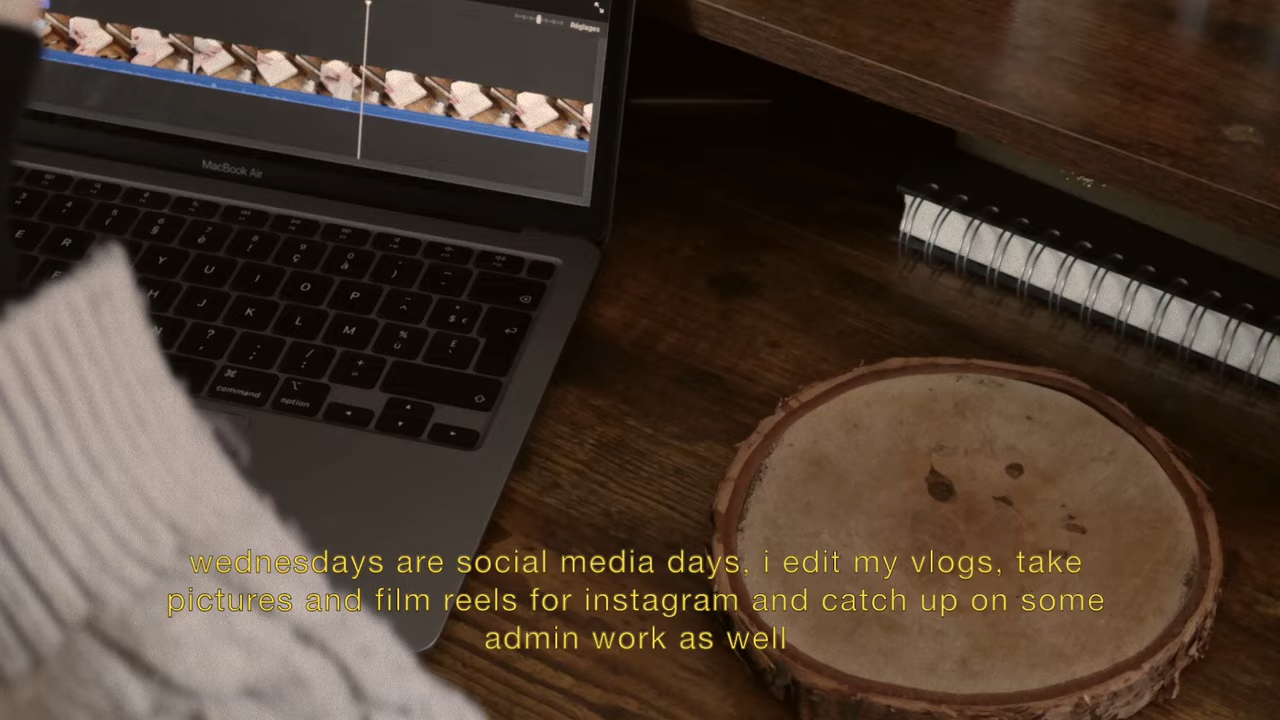 Réglages
MacBook Air
E R Y U I O P
H J K L M
N ? ; : /
command option
wednesdays are social media days, i edit my vlogs, take
pictures and film reels for instagram and catch up on some
admin work as well